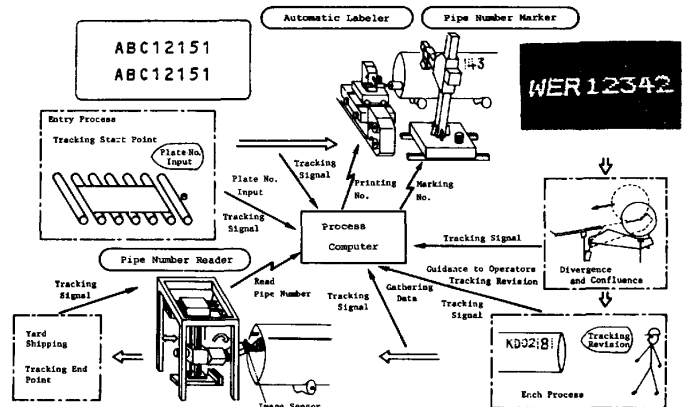 Automatic Labeler
Pipe Number Marker
ABC12151
ABC12151
143
WER12342
Entry Process
Tracking Start Point
Plate No.
Input
Tracking
Signal
Plate No.
Input
Tracking
Signal
Printing
No.
Marking
No.
Process
Computer
Tracking Signal
Divergence
and Confluence
Pipe Number Reader
Read
Pipe Number
Guidance to Operators
Tracking Revision
Tracking
Signal
Gathering
Data
Tracking
Signal
Tracking
Signal
Yard
Shipping
Tracking End
Point
KD02181
Tracking
Revision
Each Process
Image Sensor